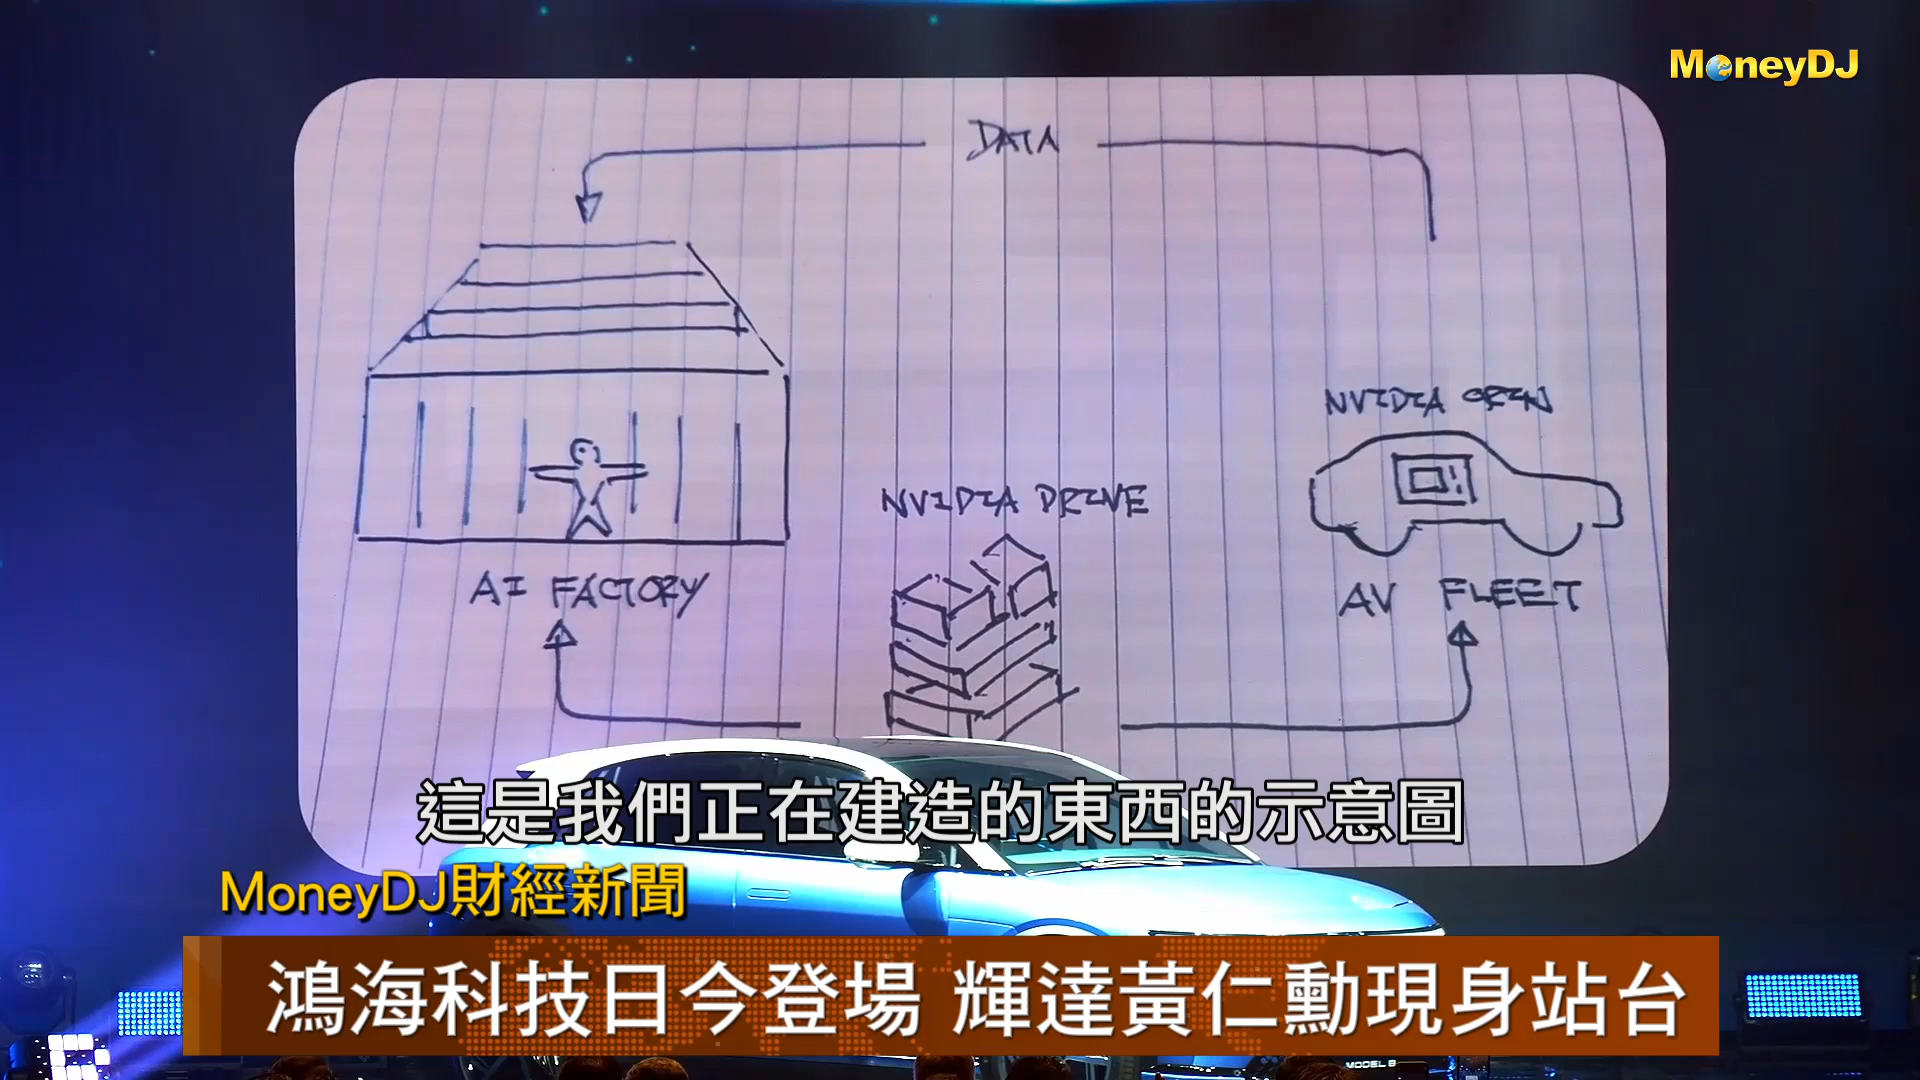 MoneyDJ
DATA
NVIDIA ORIN
NVIDIA DRIVE
AI FACTORY
AV FLEET
這是我們正在建造的東西的示意圖
MoneyDJ財經新聞
鴻海科技日今登場 輝達黃仁勳現身站台
MODEL B